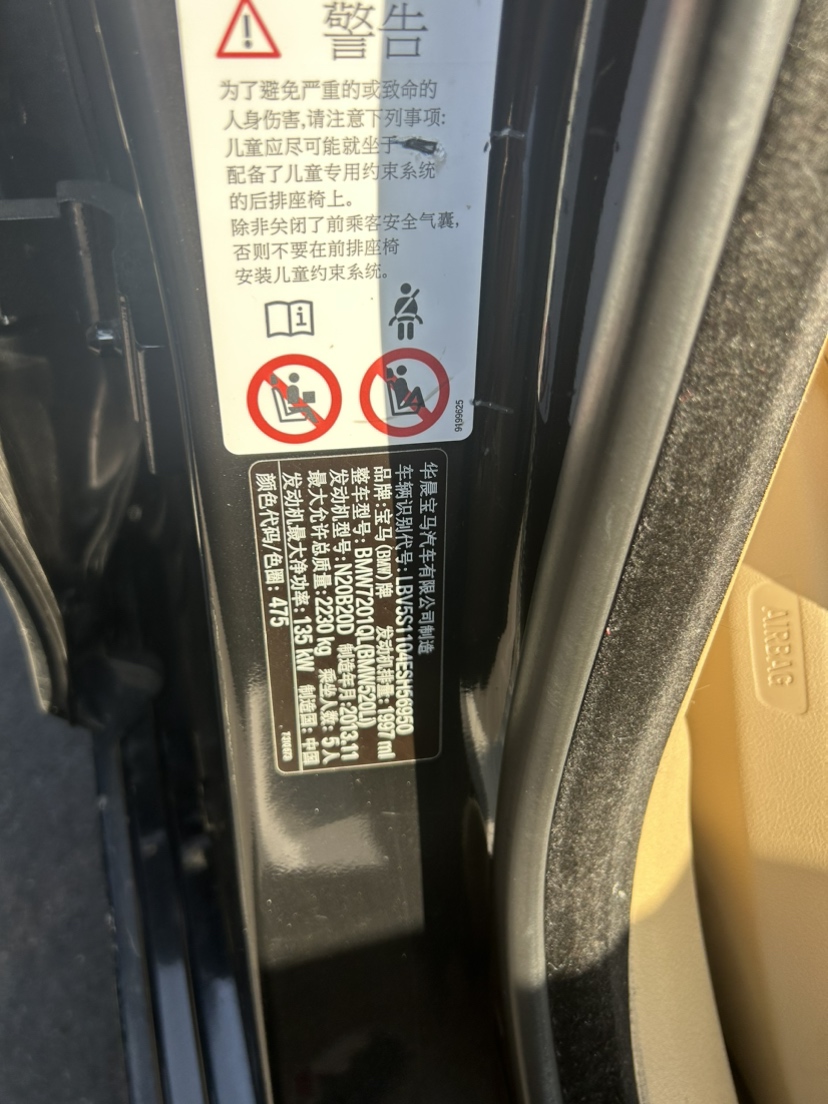 警告
为了避免严重的或致命的
人身伤害,请注意下列事项:
儿童应尽可能就坐于
配备了儿童专用约束系统
的后排座椅上。
除非关闭了前乘客安全气囊,
否则不要在前排座椅
安装儿童约束系统。
9159625
华晨宝马汽车有限公司制造
车辆识别代号:LBV5S1104ESH56950
品牌:宝马(BMW)牌 发动机排量:1997ml
整车型号:BMW7201QL(BMW520Li)
发动机型号:N20B20D 制造年月:2013.11
最大允许总质量:2230kg 乘坐人数:5人
发动机最大净功率:135kW 制造国:中国
颜色代码/色圈:475
AIRBAG